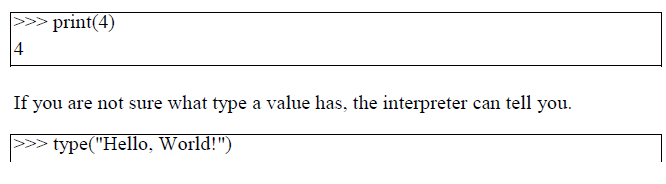 >>> print(4)
4
If you are not sure what type a value has, the interpreter can tell you.
>>> type("Hello, World!")